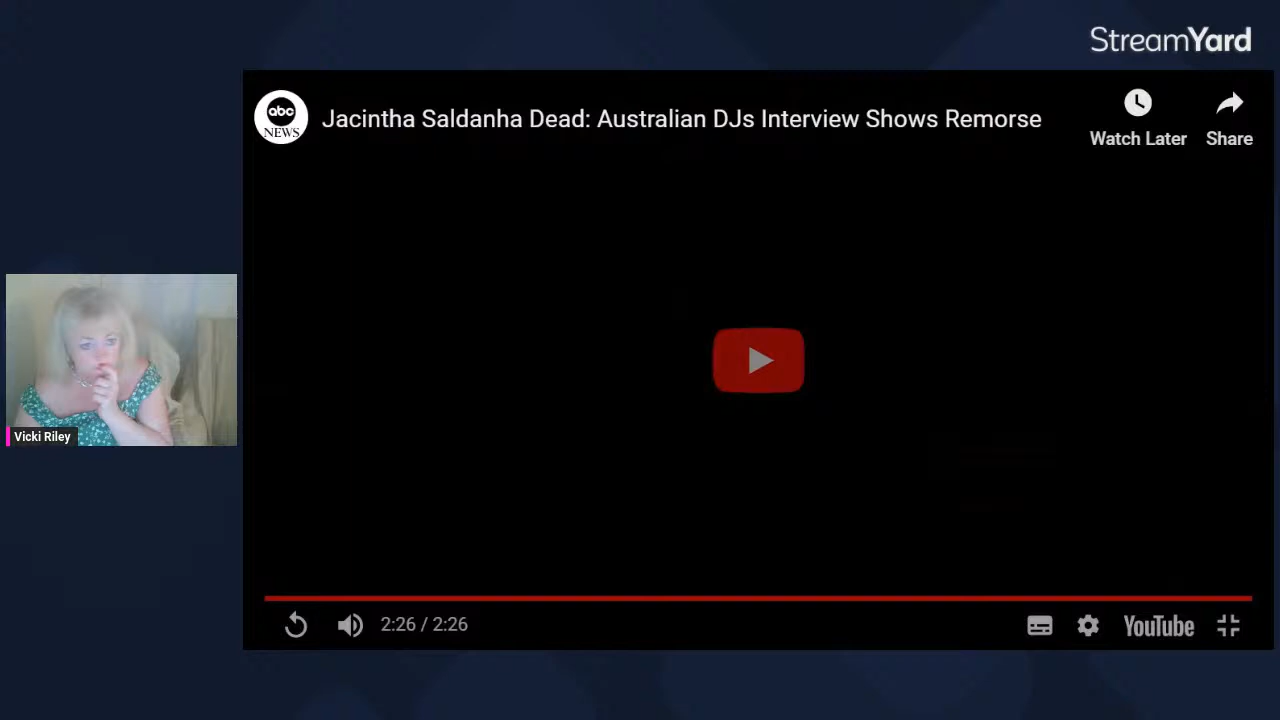 StreamYard
abc
NEWS
Jacintha Saldanha Dead: Australian DJs Interview Shows Remorse
Watch Later
Share
Vicki Riley
2:26 / 2:26
YouTube